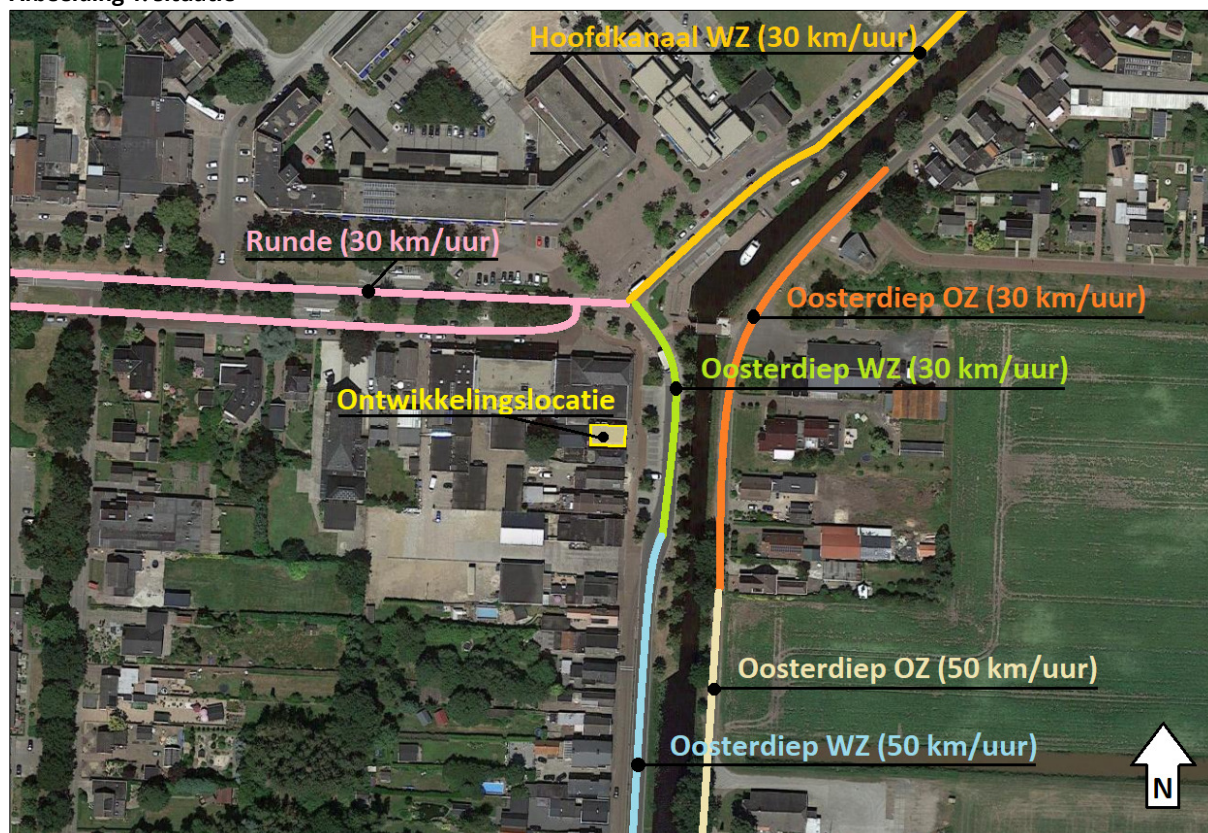 Hoofdkanaal WZ (30 km/uur)
Runde (30 km/uur)
Oosterdiep OZ (30 km/uur)
Oosterdiep WZ (30 km/uur)
Ontwikkelingslocatie
Oosterdiep OZ (50 km/uur)
Oosterdiep WZ (50 km/uur)
N